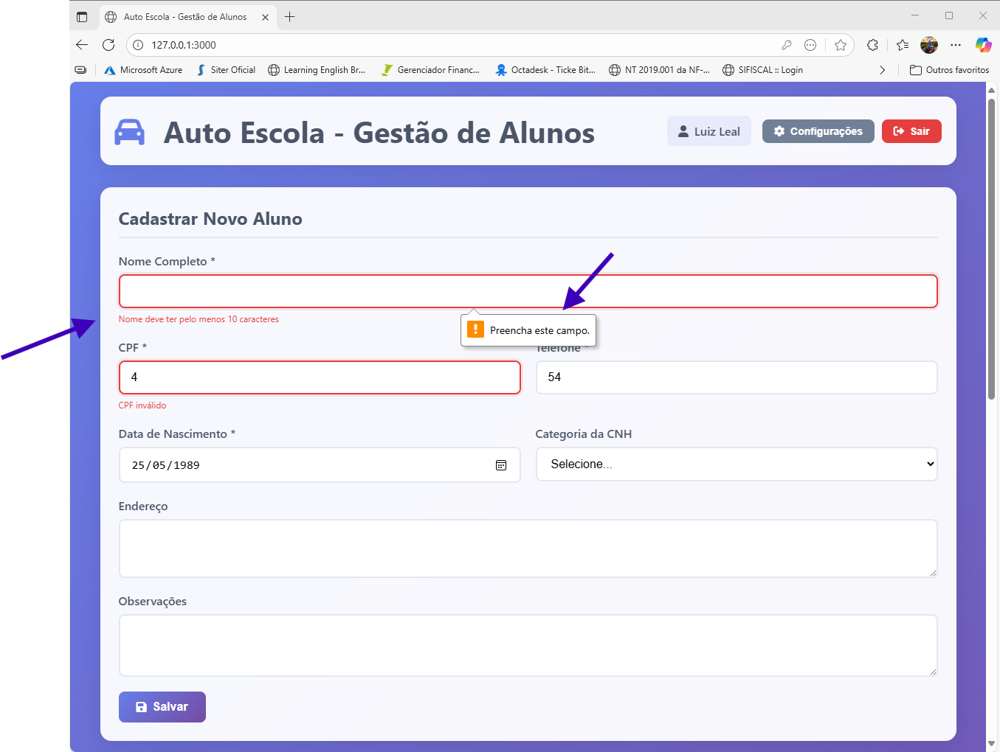 Auto Escola - Gestão de Alunos
127.0.0.1:3000
Microsoft Azure
Siter Oficial
Learning English Br...
Gerenciador Financ...
Octadesk - Ticke Bit...
NT 2019.001 da NF-...
SIFISCAL :: Login
Outros favoritos
Auto Escola - Gestão de Alunos
Luiz Leal
Configurações
Sair
Cadastrar Novo Aluno
Nome Completo *
Nome deve ter pelo menos 10 caracteres
Preencha este campo.
CPF *
Telefone *
4
54
CPF inválido
Data de Nascimento *
Categoria da CNH
25/05/1989
Selecione...
Endereço
Observações
Salvar